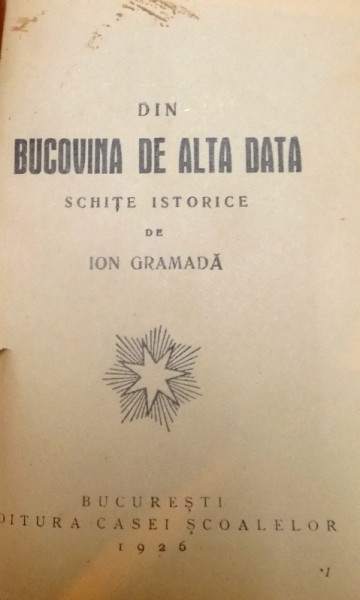 DIN
BUCOVINA DE ALTA DATA
SCHIȚE ISTORICE
DE
ION GRAMADĂ
BUCUREȘTI
DITURA CASEI ȘCOALELOR
1926